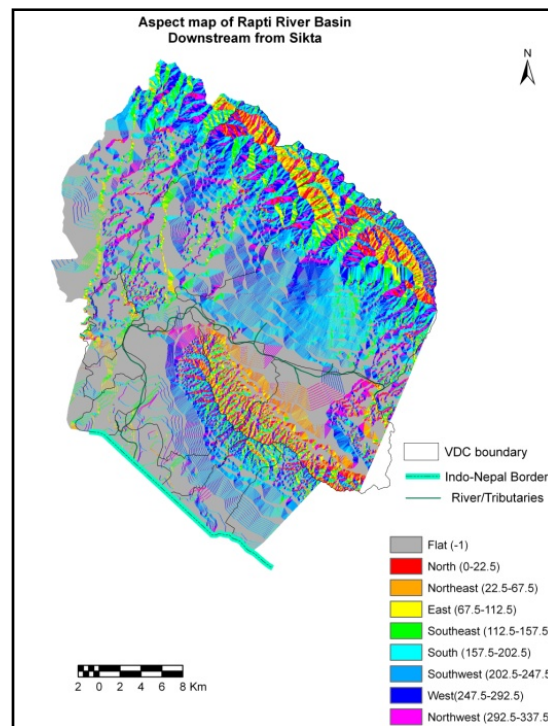 Aspect map of Rapti River Basin
Downstream from Sikta
N
VDC boundary
Indo-Nepal Border
River/Tributaries
Flat (-1)
North (0-22.5)
Northeast (22.5-67.5)
East (67.5-112.5)
Southeast (112.5-157.5
South (157.5-202.5)
Southwest (202.5-247.5
West(247.5-292.5)
Northwest (292.5-337.5
2 0 2 4 6 8 Km